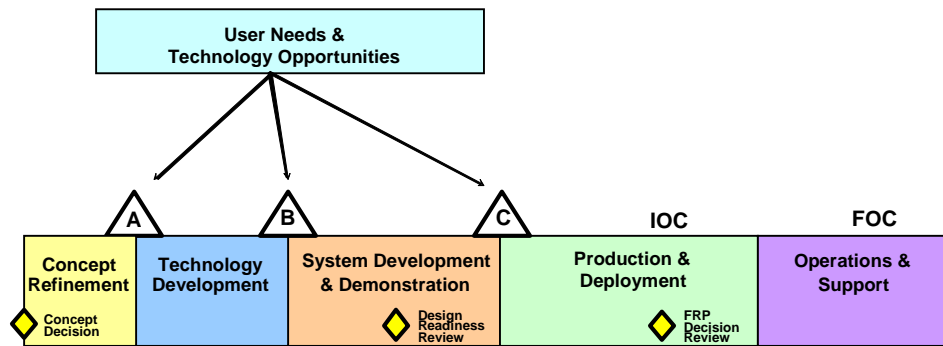 User Needs &
Technology Opportunities
A
B
C
IOC
FOC
Concept
Refinement
Technology
Development
System Development
& Demonstration
Production &
Deployment
Operations &
Support
Concept
Decision
Design
Readiness
Review
FRP
Decision
Review